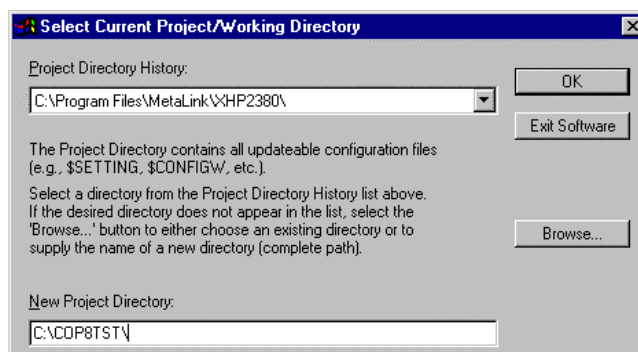 Select Current Project/Working Directory
Project Directory History:
C:\Program Files\MetaLink\XHP2380\
OK
Exit Software
The Project Directory contains all updateable configuration files
(e.g., $SETTING, $CONFIGW, etc.).
Select a directory from the Project Directory History list above.
If the desired directory does not appear in the list, select the
'Browse...' button to either choose an existing directory or to
supply the name of a new directory (complete path).
Browse...
New Project Directory:
C:\COP8TST\